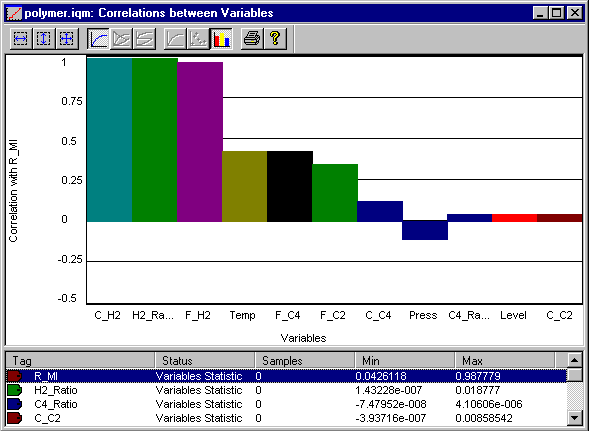 polymer.iqm: Correlations between Variables
?
1
0.75
0.5
0.25
0
-0.25
-0.5
Correlation with R_MI
C_H2 H2_Ra... F_H2 Temp F_C4 F_C2 C_C4 Press C4_Ra... Level C_C2
Variables
Tag Status Samples Min Max
R_MI Variables Statistic 0 0.0426118 0.987779
H2_Ratio Variables Statistic 0 1.43228e-007 0.018777
C4_Ratio Variables Statistic 0 -7.47952e-008 4.10606e-006
C_C2 Variables Statistic 0 -3.93716e-007 0.00858542